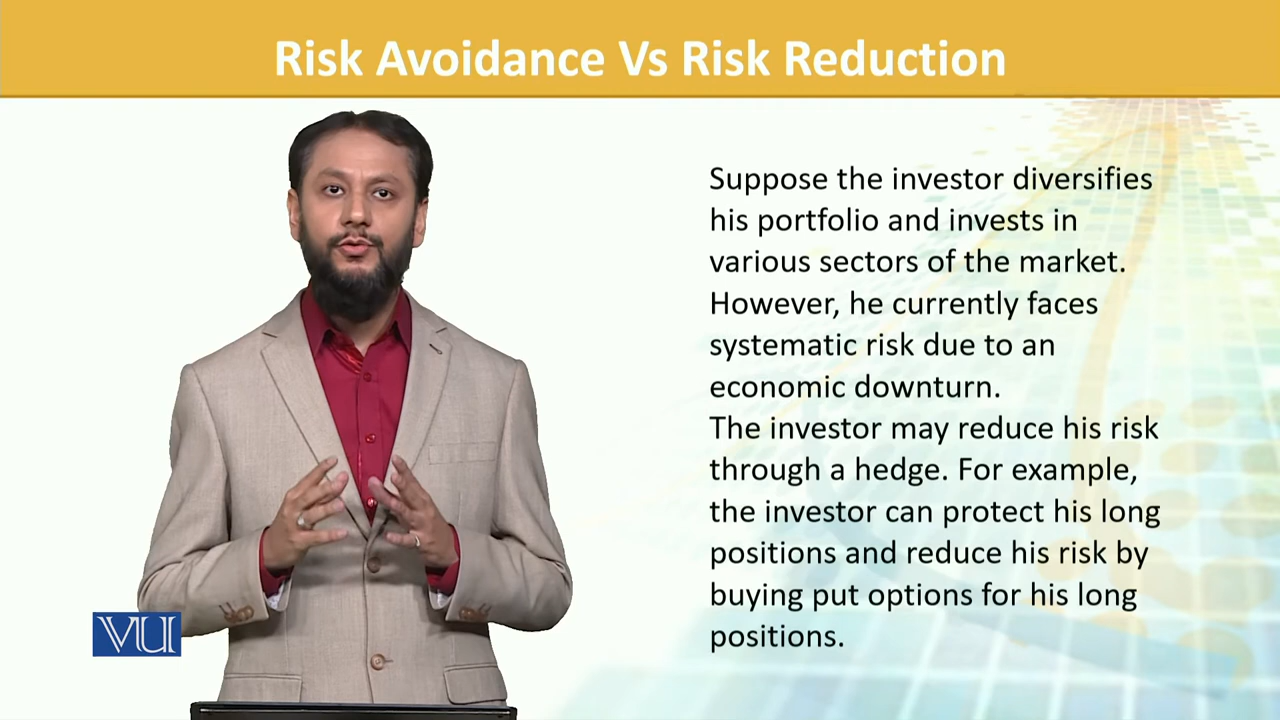 Risk Avoidance Vs Risk Reduction
Suppose the investor diversifies
his portfolio and invests in
various sectors of the market.
However, he currently faces
systematic risk due to an
economic downturn.
The investor may reduce his risk
through a hedge. For example,
the investor can protect his long
positions and reduce his risk by
buying put options for his long
positions.
VU